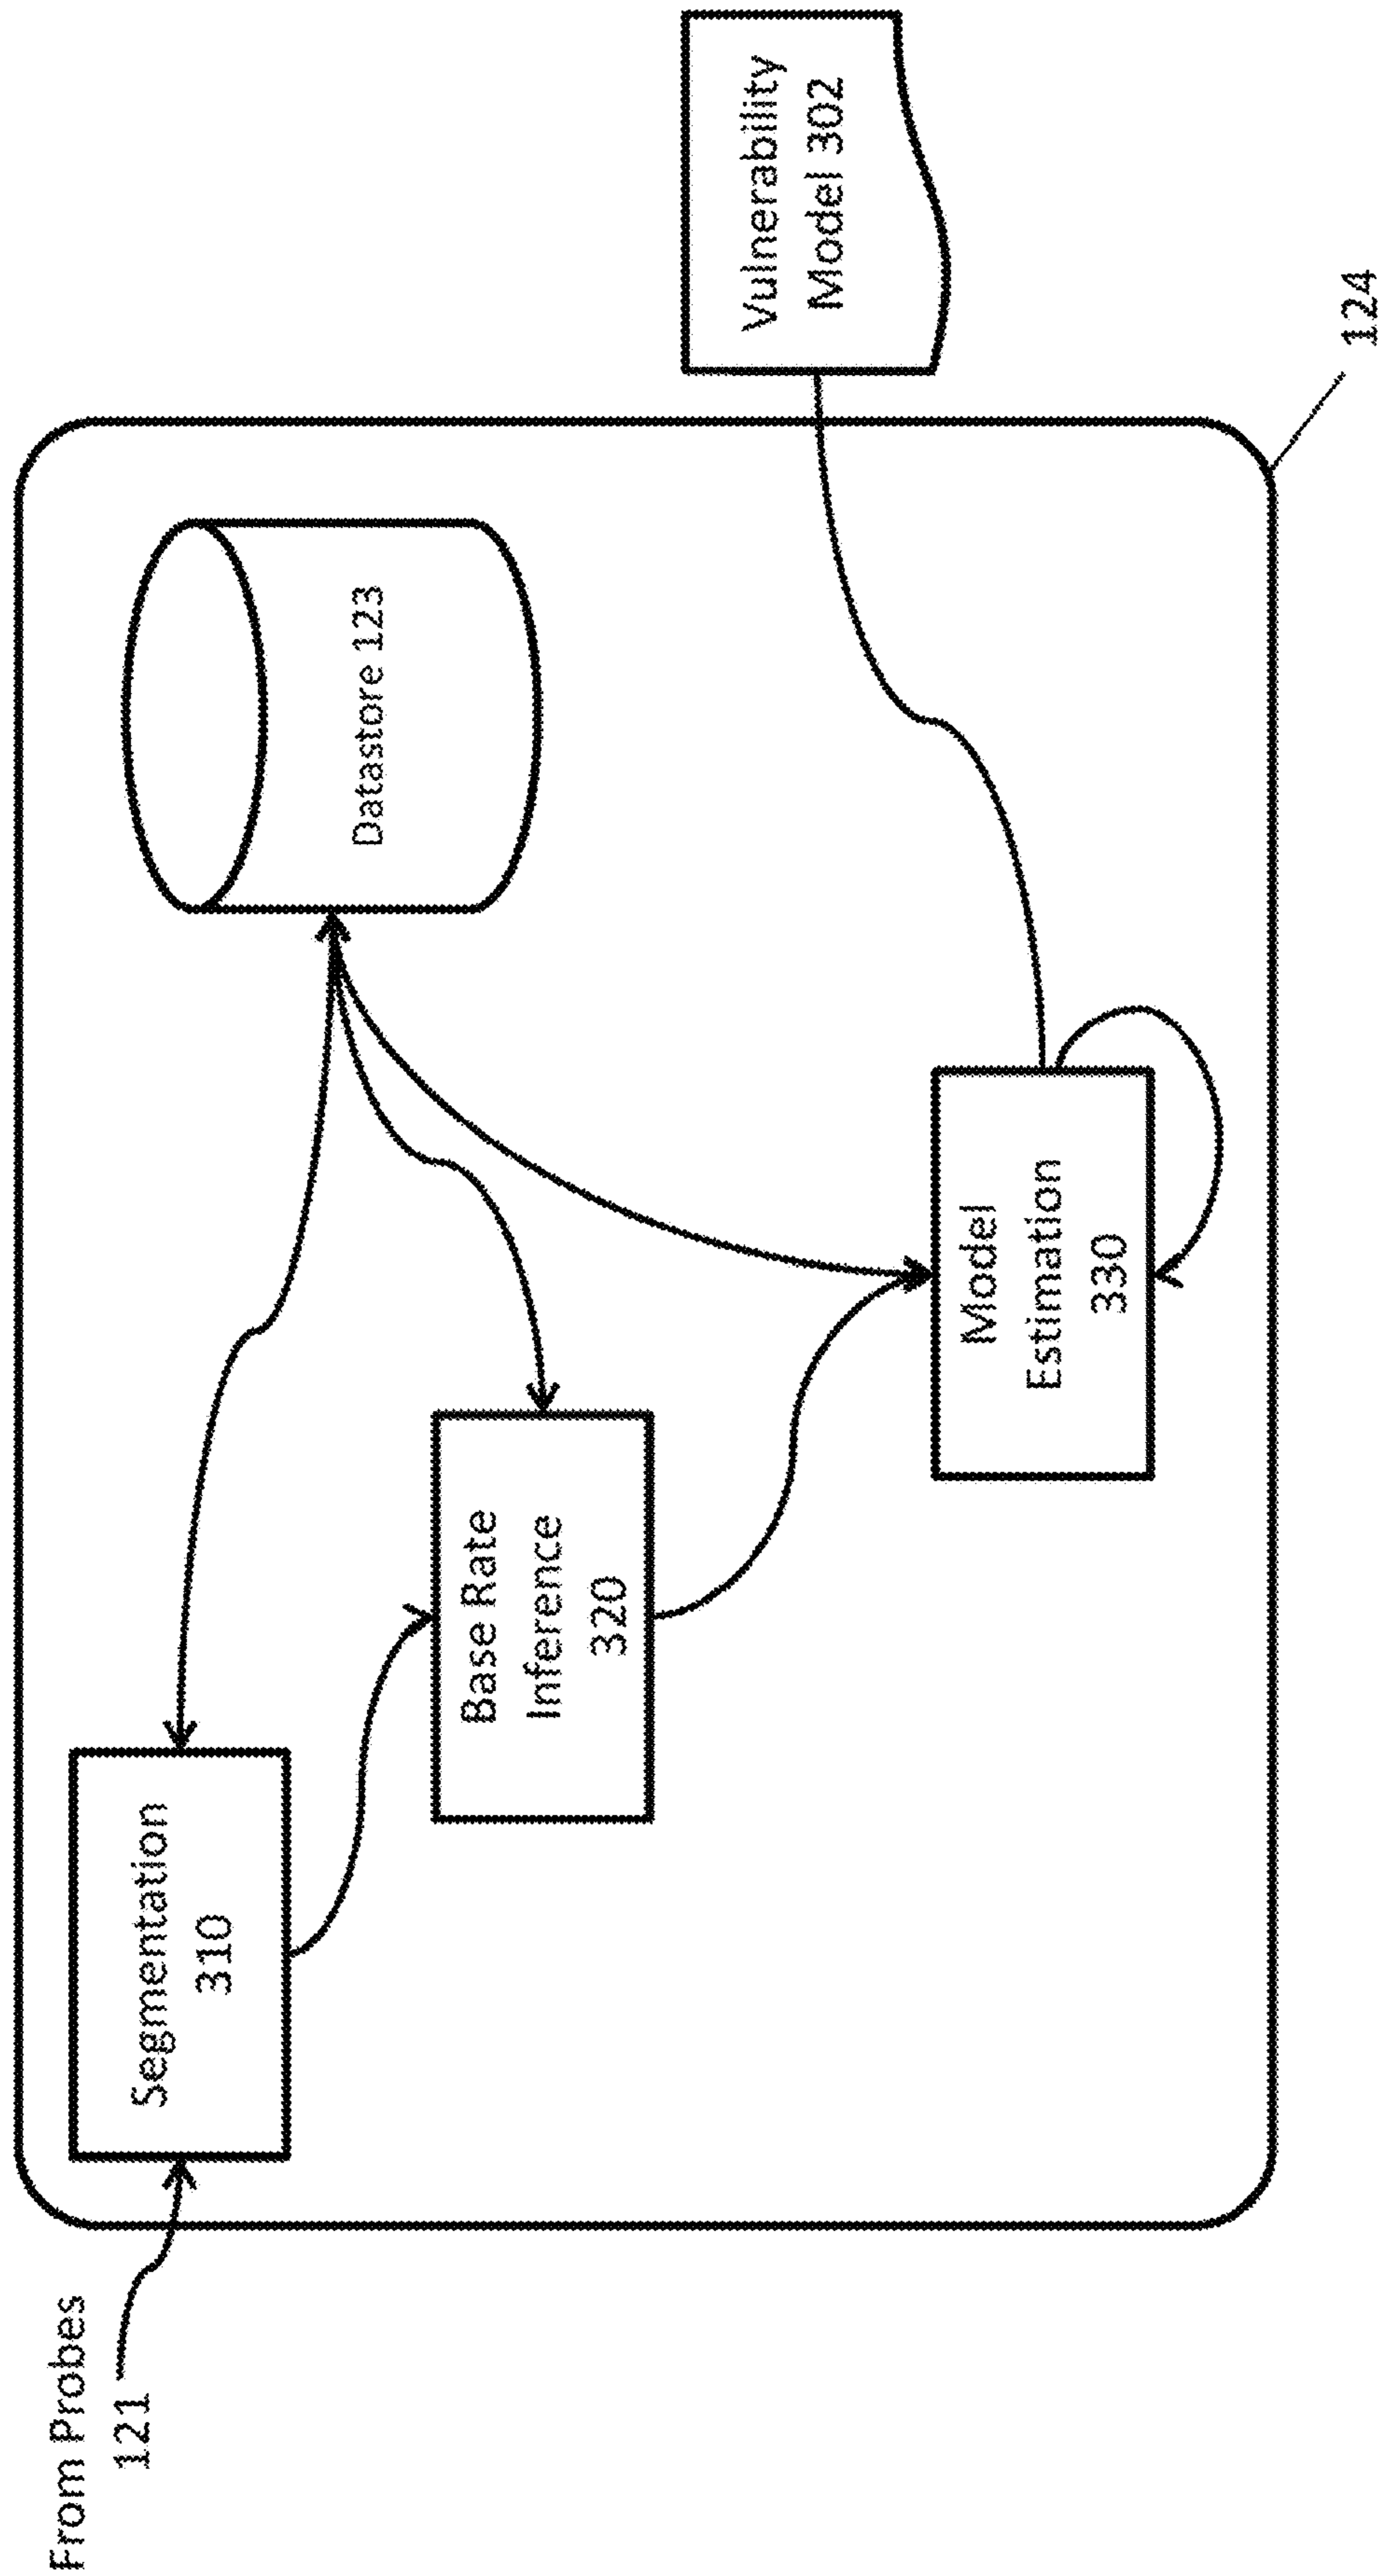 From Probes
121
Segmentation
310
Base Rate
Inference
320
Model
Estimation
330
Datastore 123
Vulnerability
Model 302
124